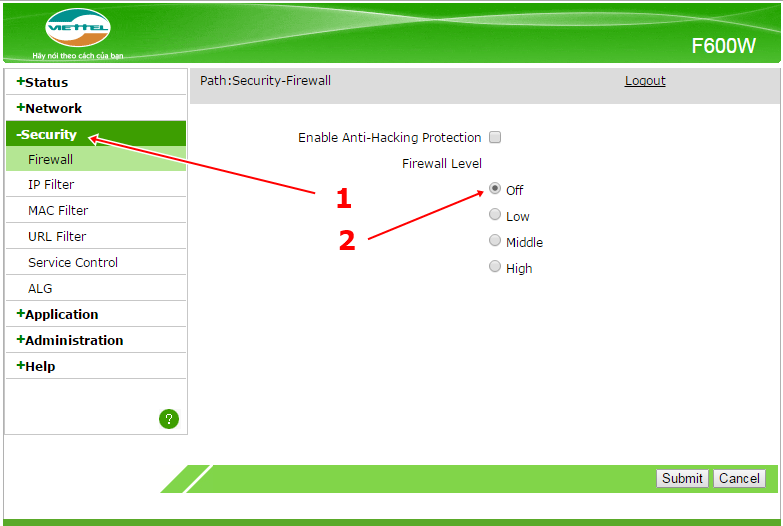 VIETTEL
Hãy nói theo cách của bạn
F600W
+Status
+Network
-Security
Firewall
IP Filter
MAC Filter
URL Filter
Service Control
ALG
+Application
+Administration
+Help
?
Path:Security-Firewall
Logout
Enable Anti-Hacking Protection
Firewall Level
Off
Low
Middle
High
1
2
Submit
Cancel